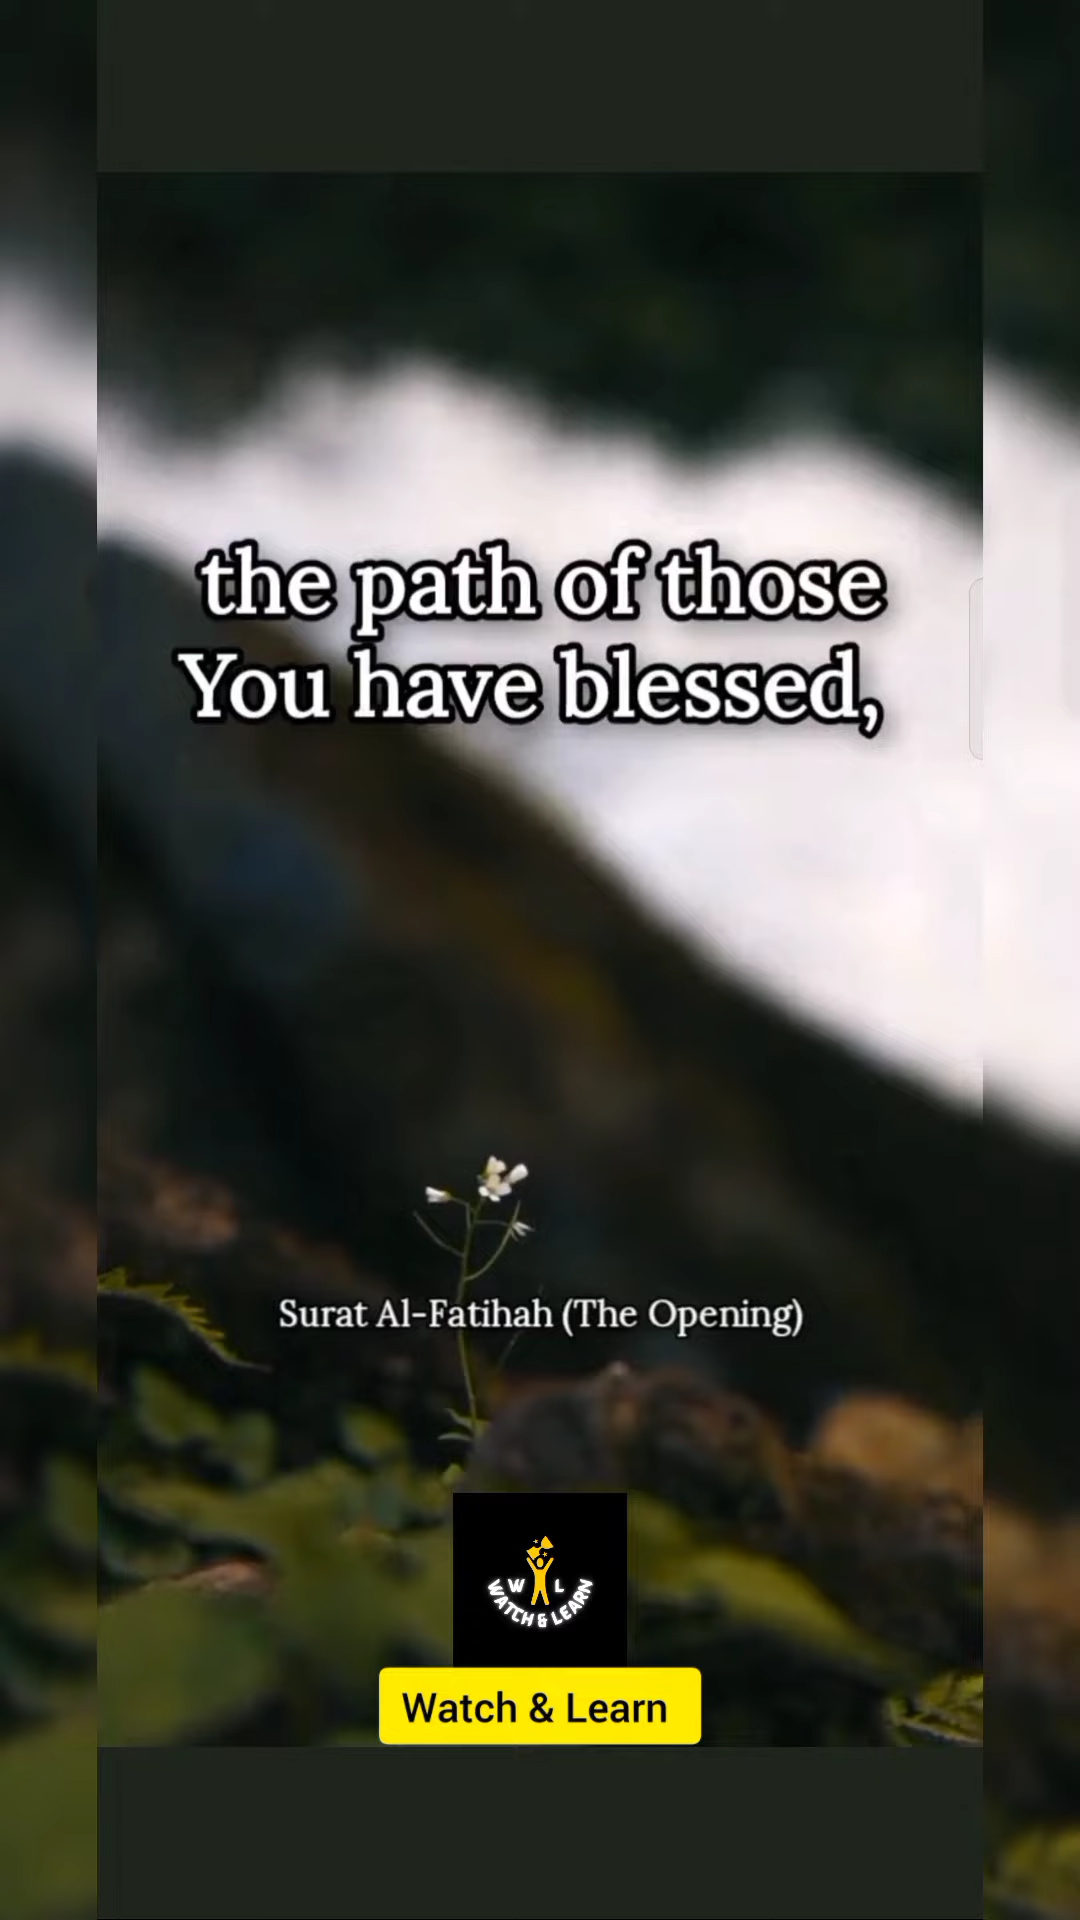 the path of those
You have blessed,
Surat Al-Fatihah (The Opening)
W L
WATCH & LEARN
Watch & Learn